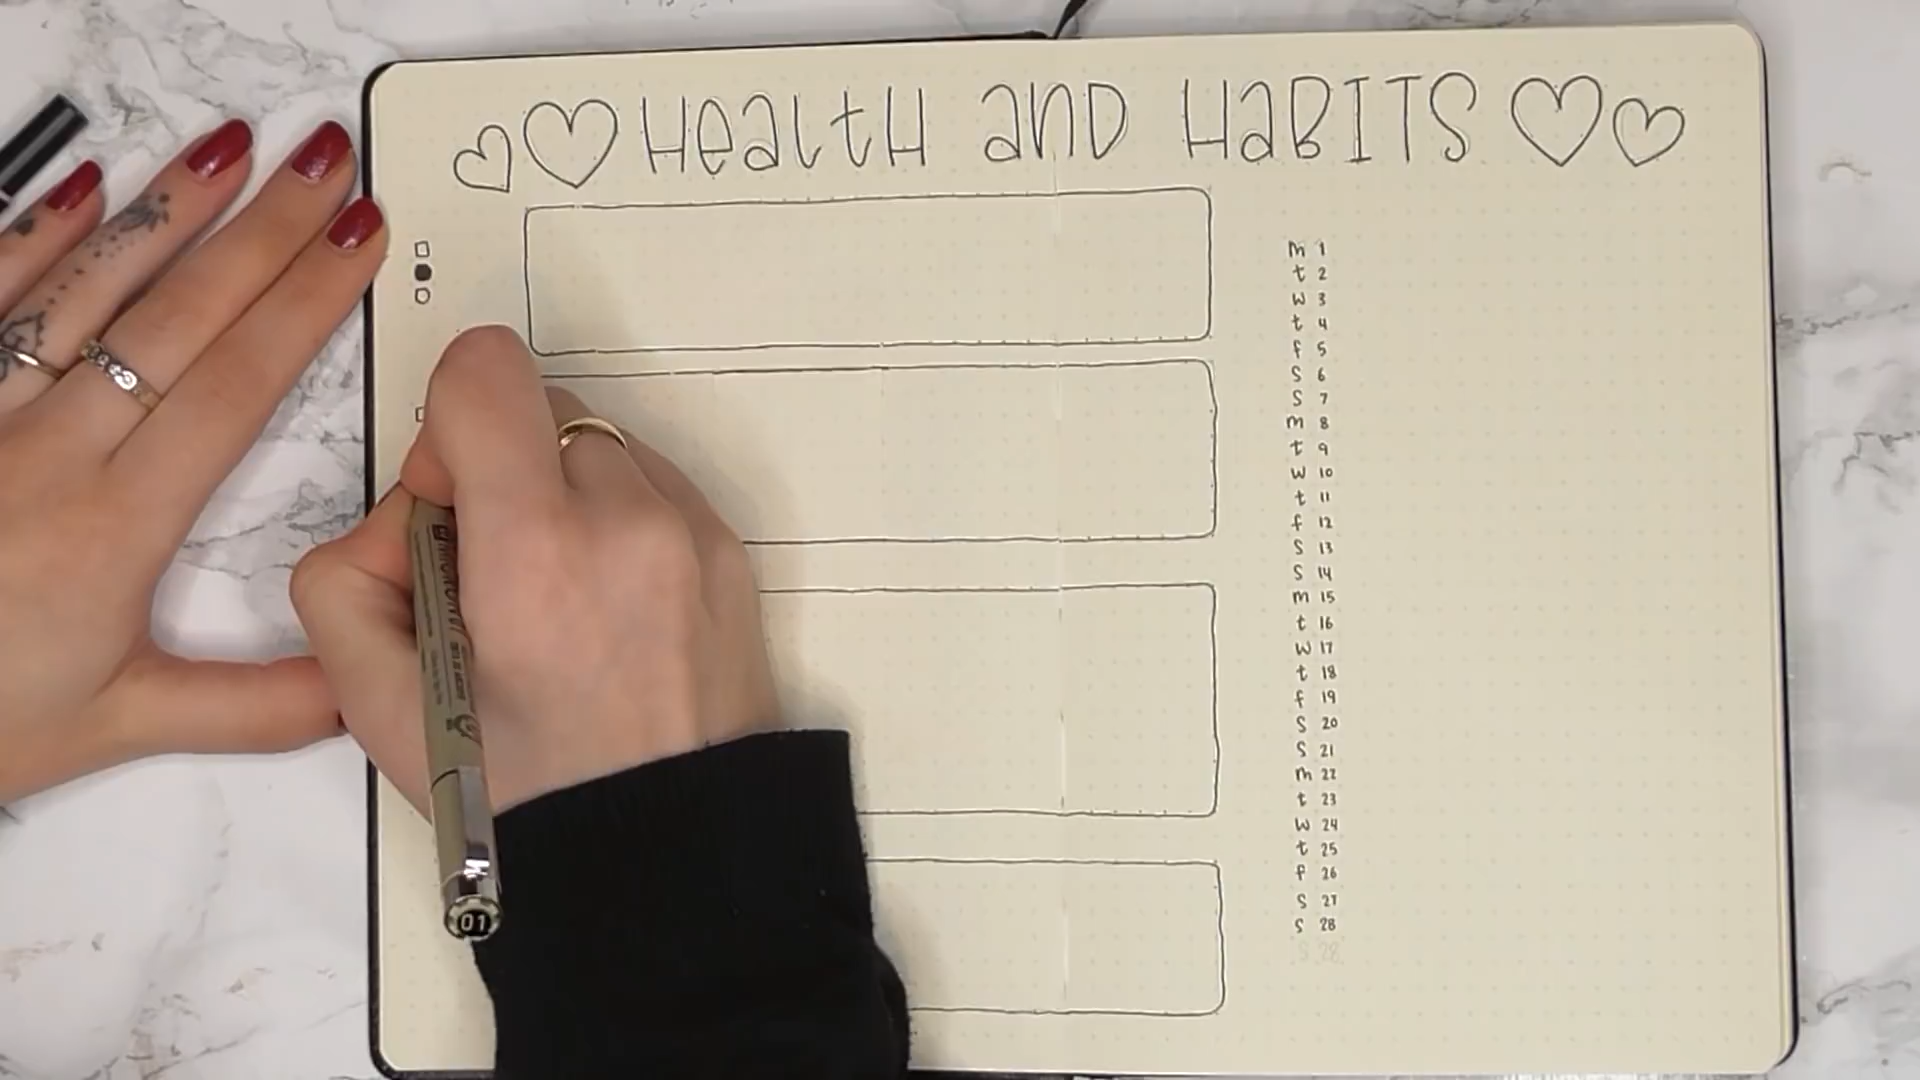 Health and Habits
m 1
t 2
w 3
t 4
f 5
s 6
s 7
m 8
t 9
w 10
t 11
f 12
s 13
s 14
m 15
t 16
w 17
t 18
f 19
s 20
s 21
m 22
t 23
w 24
t 25
f 26
s 27
s 28
s 28
MICRON
01